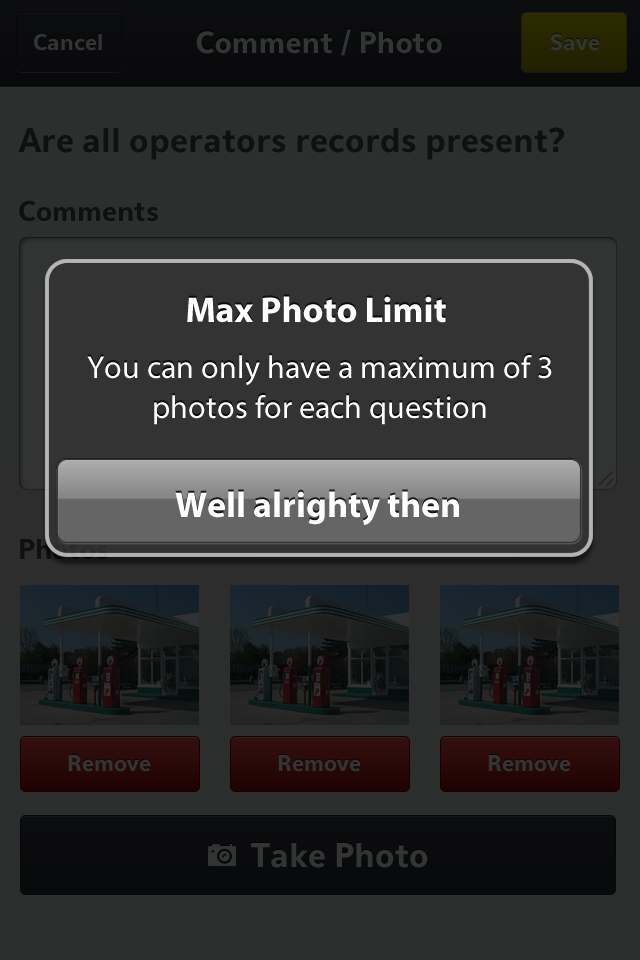 Cancel
Comment / Photo
Save
Are all operators records present?
Comments
Max Photo Limit
You can only have a maximum of 3
photos for each question
Well alrighty then
Photos
Remove
Remove
Remove
Take Photo